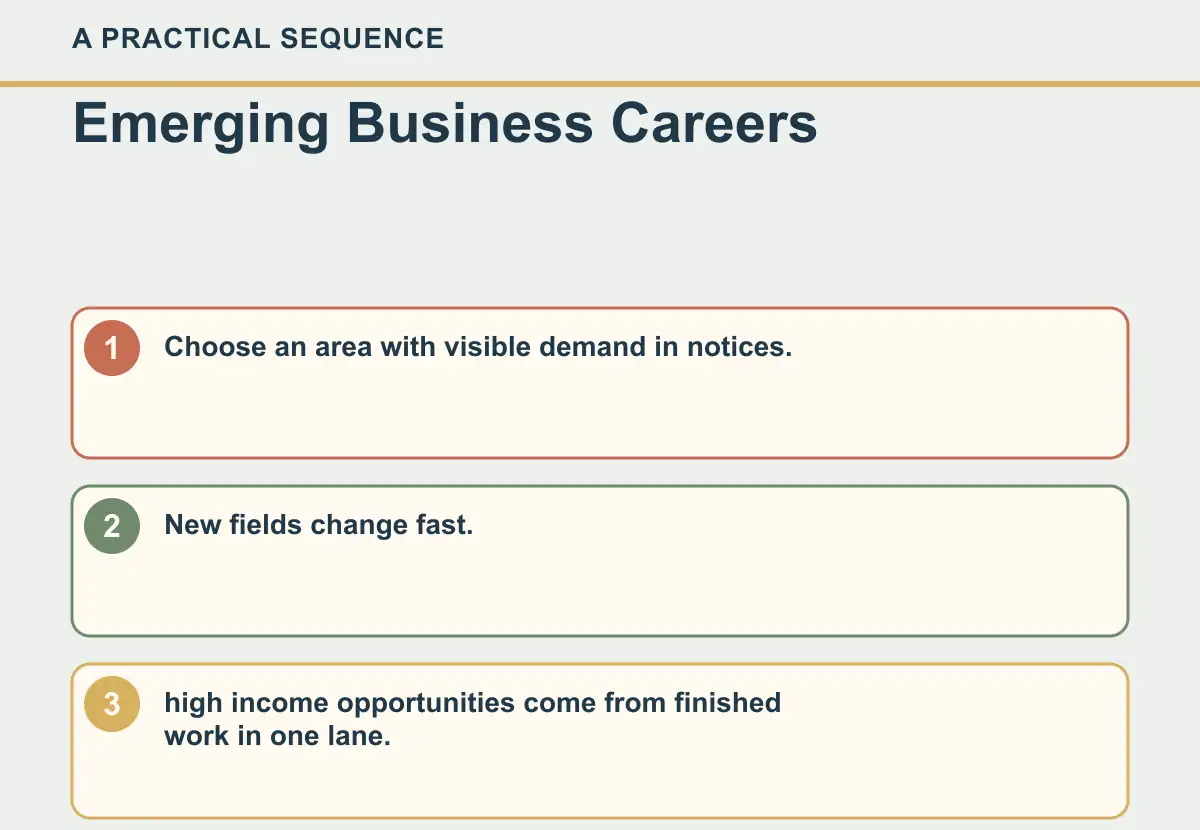 A PRACTICAL SEQUENCE
Emerging Business Careers
1
Choose an area with visible demand in notices.
2
New fields change fast.
3
high income opportunities come from finished
work in one lane.